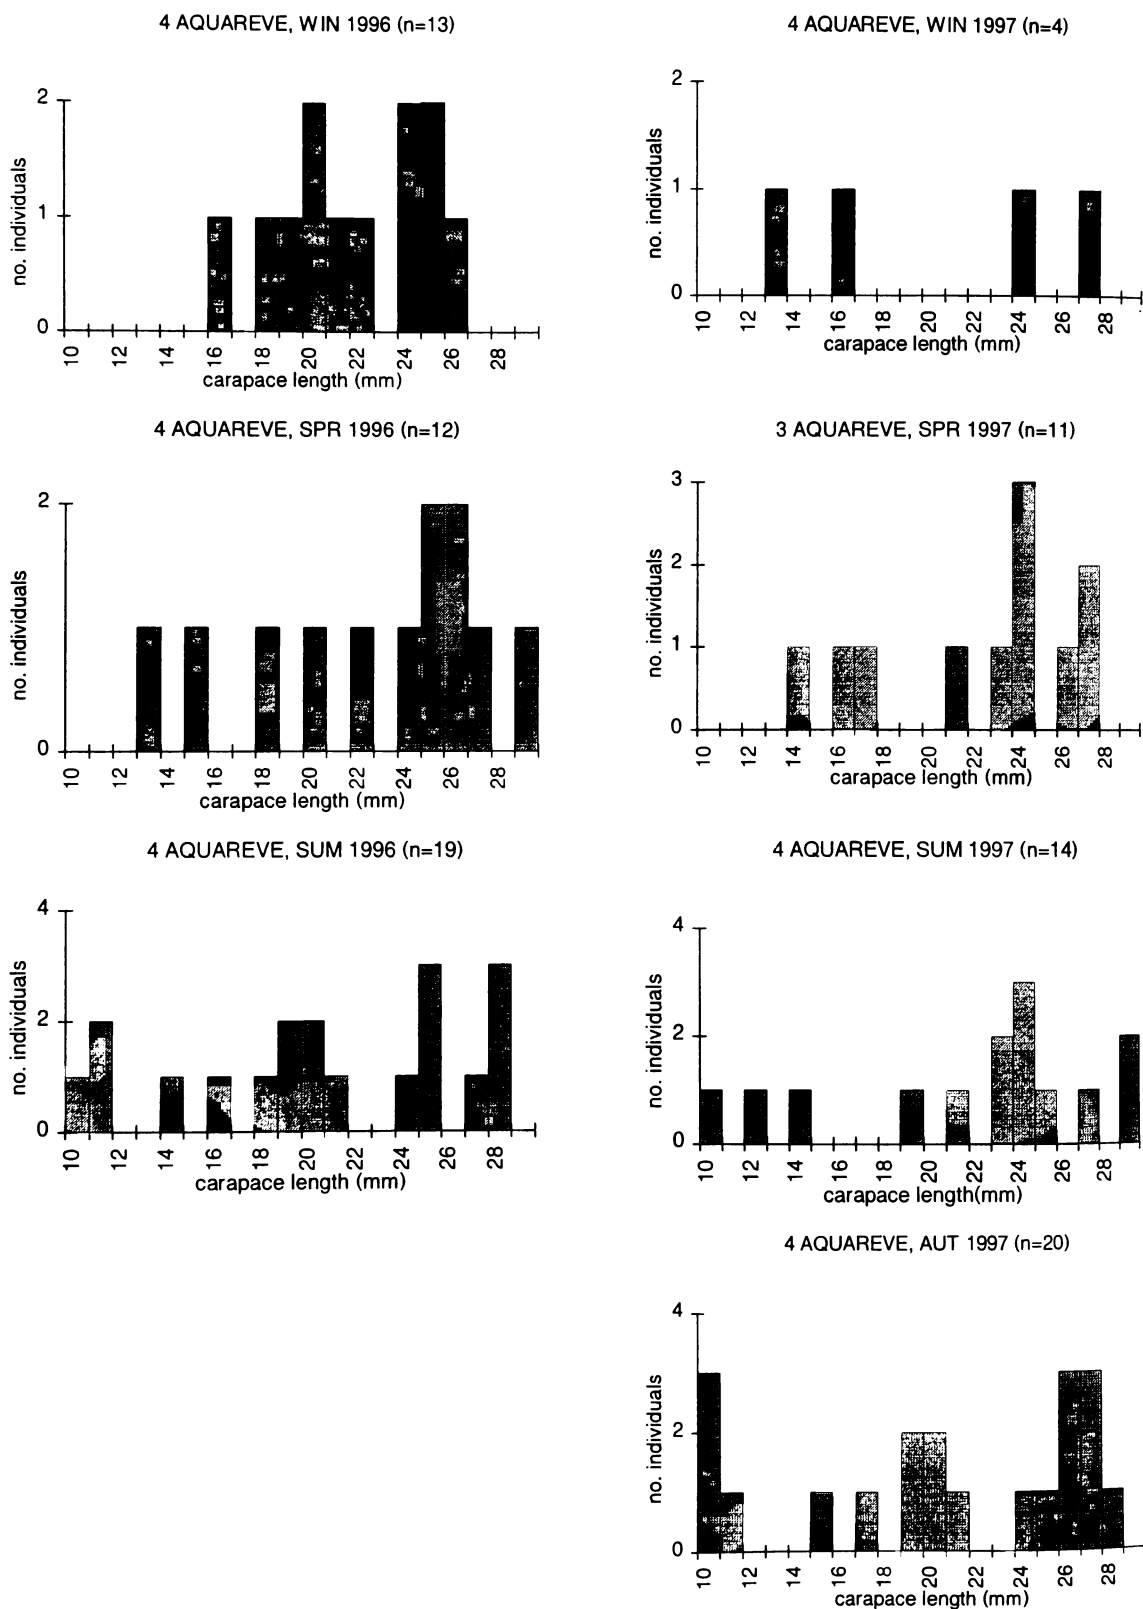 4 AQUAREVE, WIN 1996 (n=13)
no. individuals
2
1
0
10 12 14 16 18 20 22 24 26 28
carapace length (mm)
4 AQUAREVE, WIN 1997 (n=4)
no. individuals
2
1
0
10 12 14 16 18 20 22 24 26 28
carapace length (mm)
4 AQUAREVE, SPR 1996 (n=12)
no. individuals
2
1
0
10 12 14 16 18 20 22 24 26 28
carapace length (mm)
3 AQUAREVE, SPR 1997 (n=11)
no. individuals
3
2
1
0
10 12 14 16 18 20 22 24 26 28
carapace length (mm)
4 AQUAREVE, SUM 1996 (n=19)
no. individuals
4
2
0
10 12 14 16 18 20 22 24 26 28
carapace length (mm)
4 AQUAREVE, SUM 1997 (n=14)
no. individuals
4
2
0
10 12 14 16 18 20 22 24 26 28
carapace length(mm)
4 AQUAREVE, AUT 1997 (n=20)
no. individuals
4
2
0
10 12 14 16 18 20 22 24 26 28
carapace length (mm)